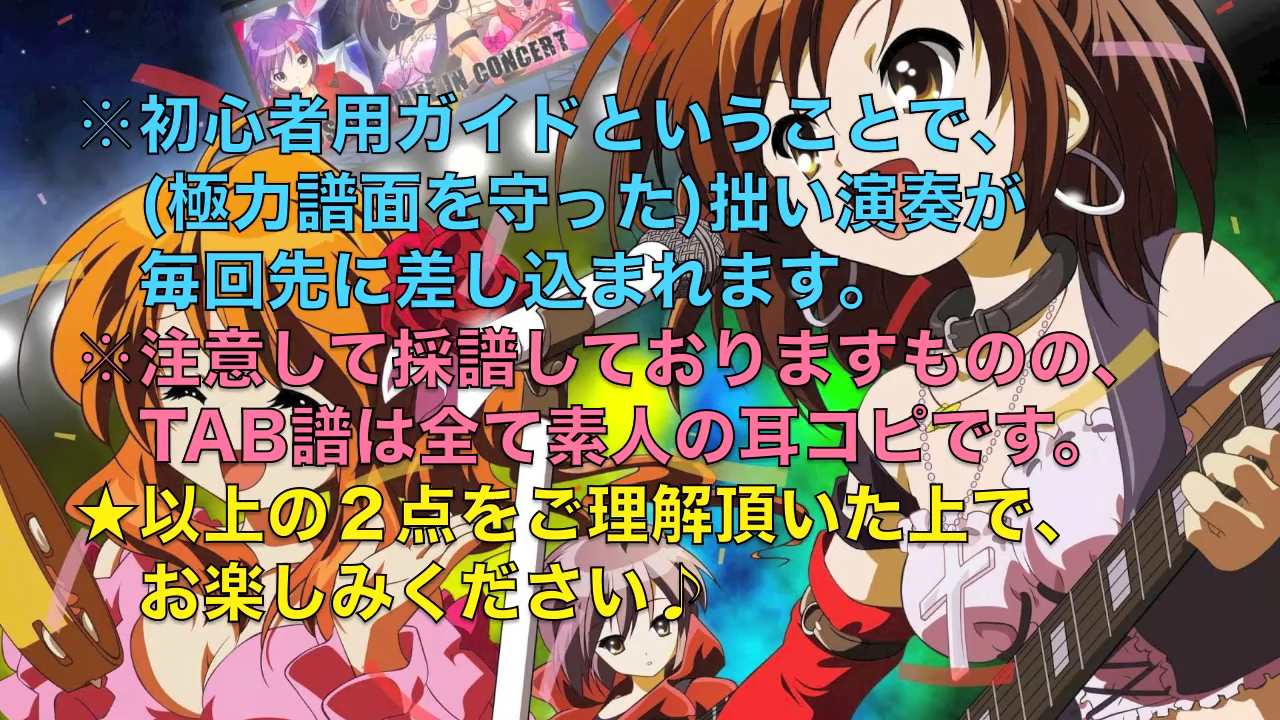 LIVE IN CONCERT
※初心者用ガイドということで、
(極力譜面を守った)拙い演奏が
毎回先に差し込まれます。
※注意して採譜しておりますものの、
TAB譜は全て素人の耳コピです。
★以上の２点をご理解頂いた上で、
お楽しみください♪